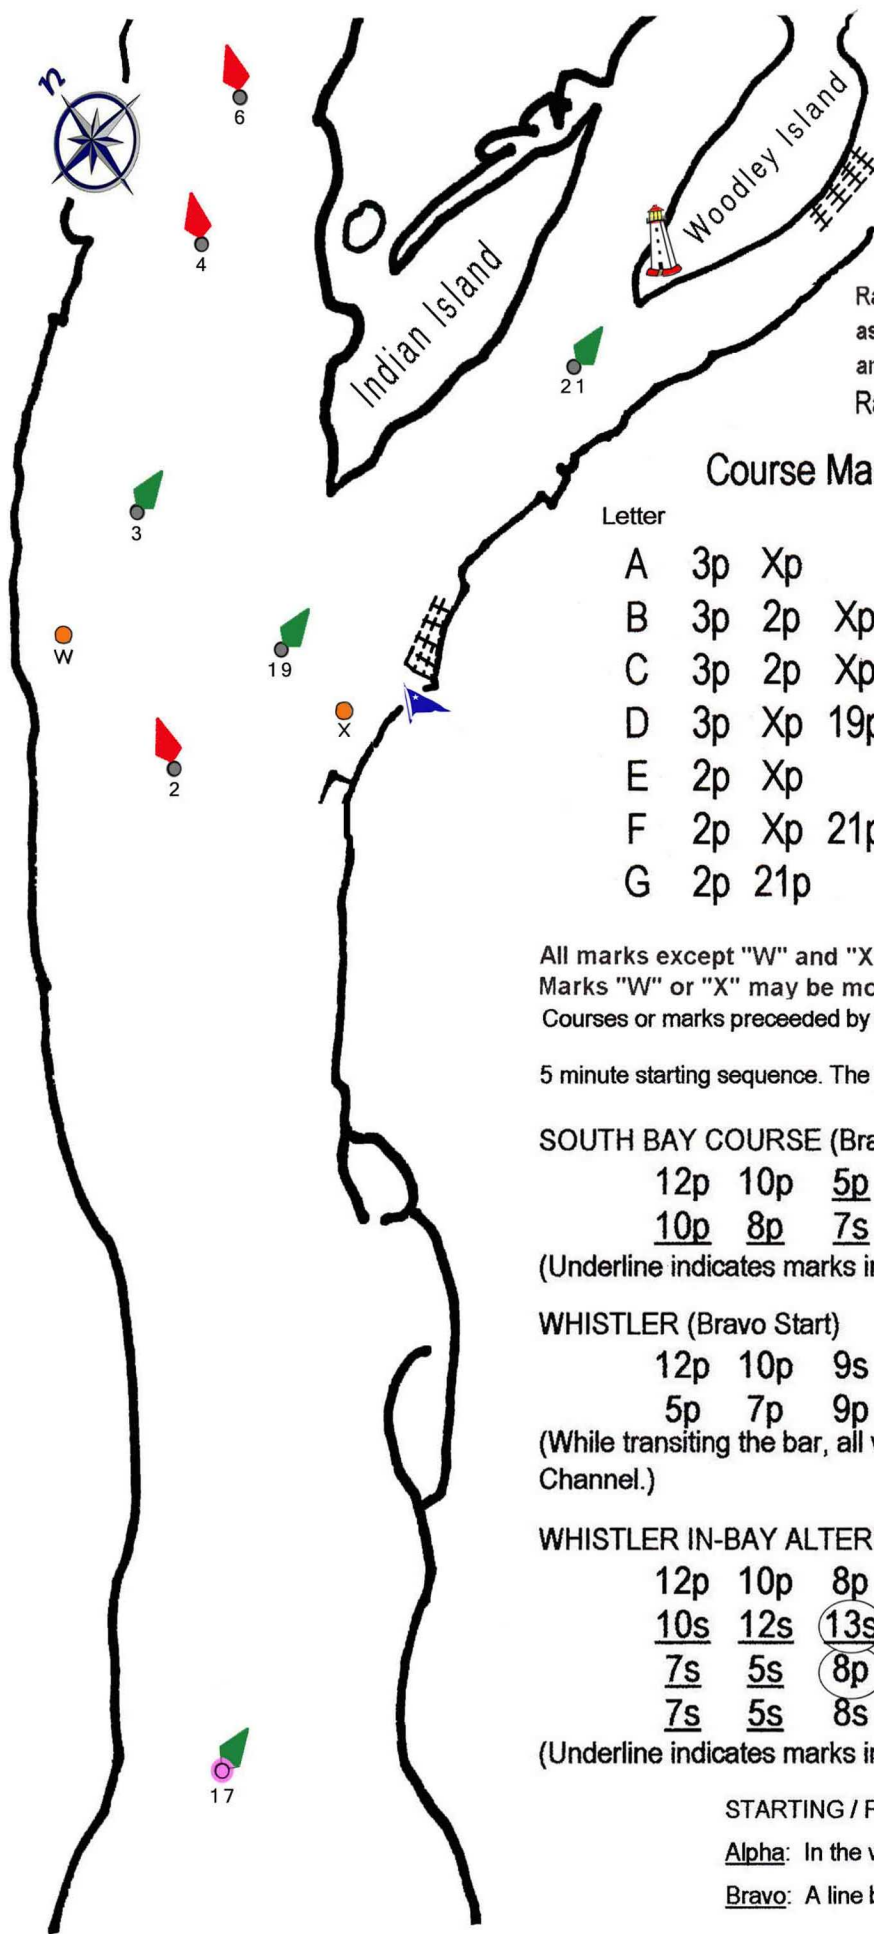 n
6
4
Woodley Island
Indian Island
21
3
W
19
X
2
17
Ra
as
Ra
Course Ma
Letter
A 3p Xp
B 3p 2p Xp
C 3p 2p Xp
D 3p Xp 19p
E 2p Xp
F 2p Xp 21p
G 2p 21p
All marks except "W" and "X
Marks "W" or "X" may be mo
Courses or marks preceeded by
5 minute starting sequence. The
SOUTH BAY COURSE (Bra
12p 10p 5p
10p 8p 7s
(Underline indicates marks i
WHISTLER (Bravo Start)
12p 10p 9s
5p 7p 9p
(While transiting the bar, all
Channel.)
WHISTLER IN-BAY ALTER
12p 10p 8p
10s 12s 13s
7s 5s 8p
7s 5s 8s
(Underline indicates marks i
STARTING / F
Alpha: In the
Bravo: A line b